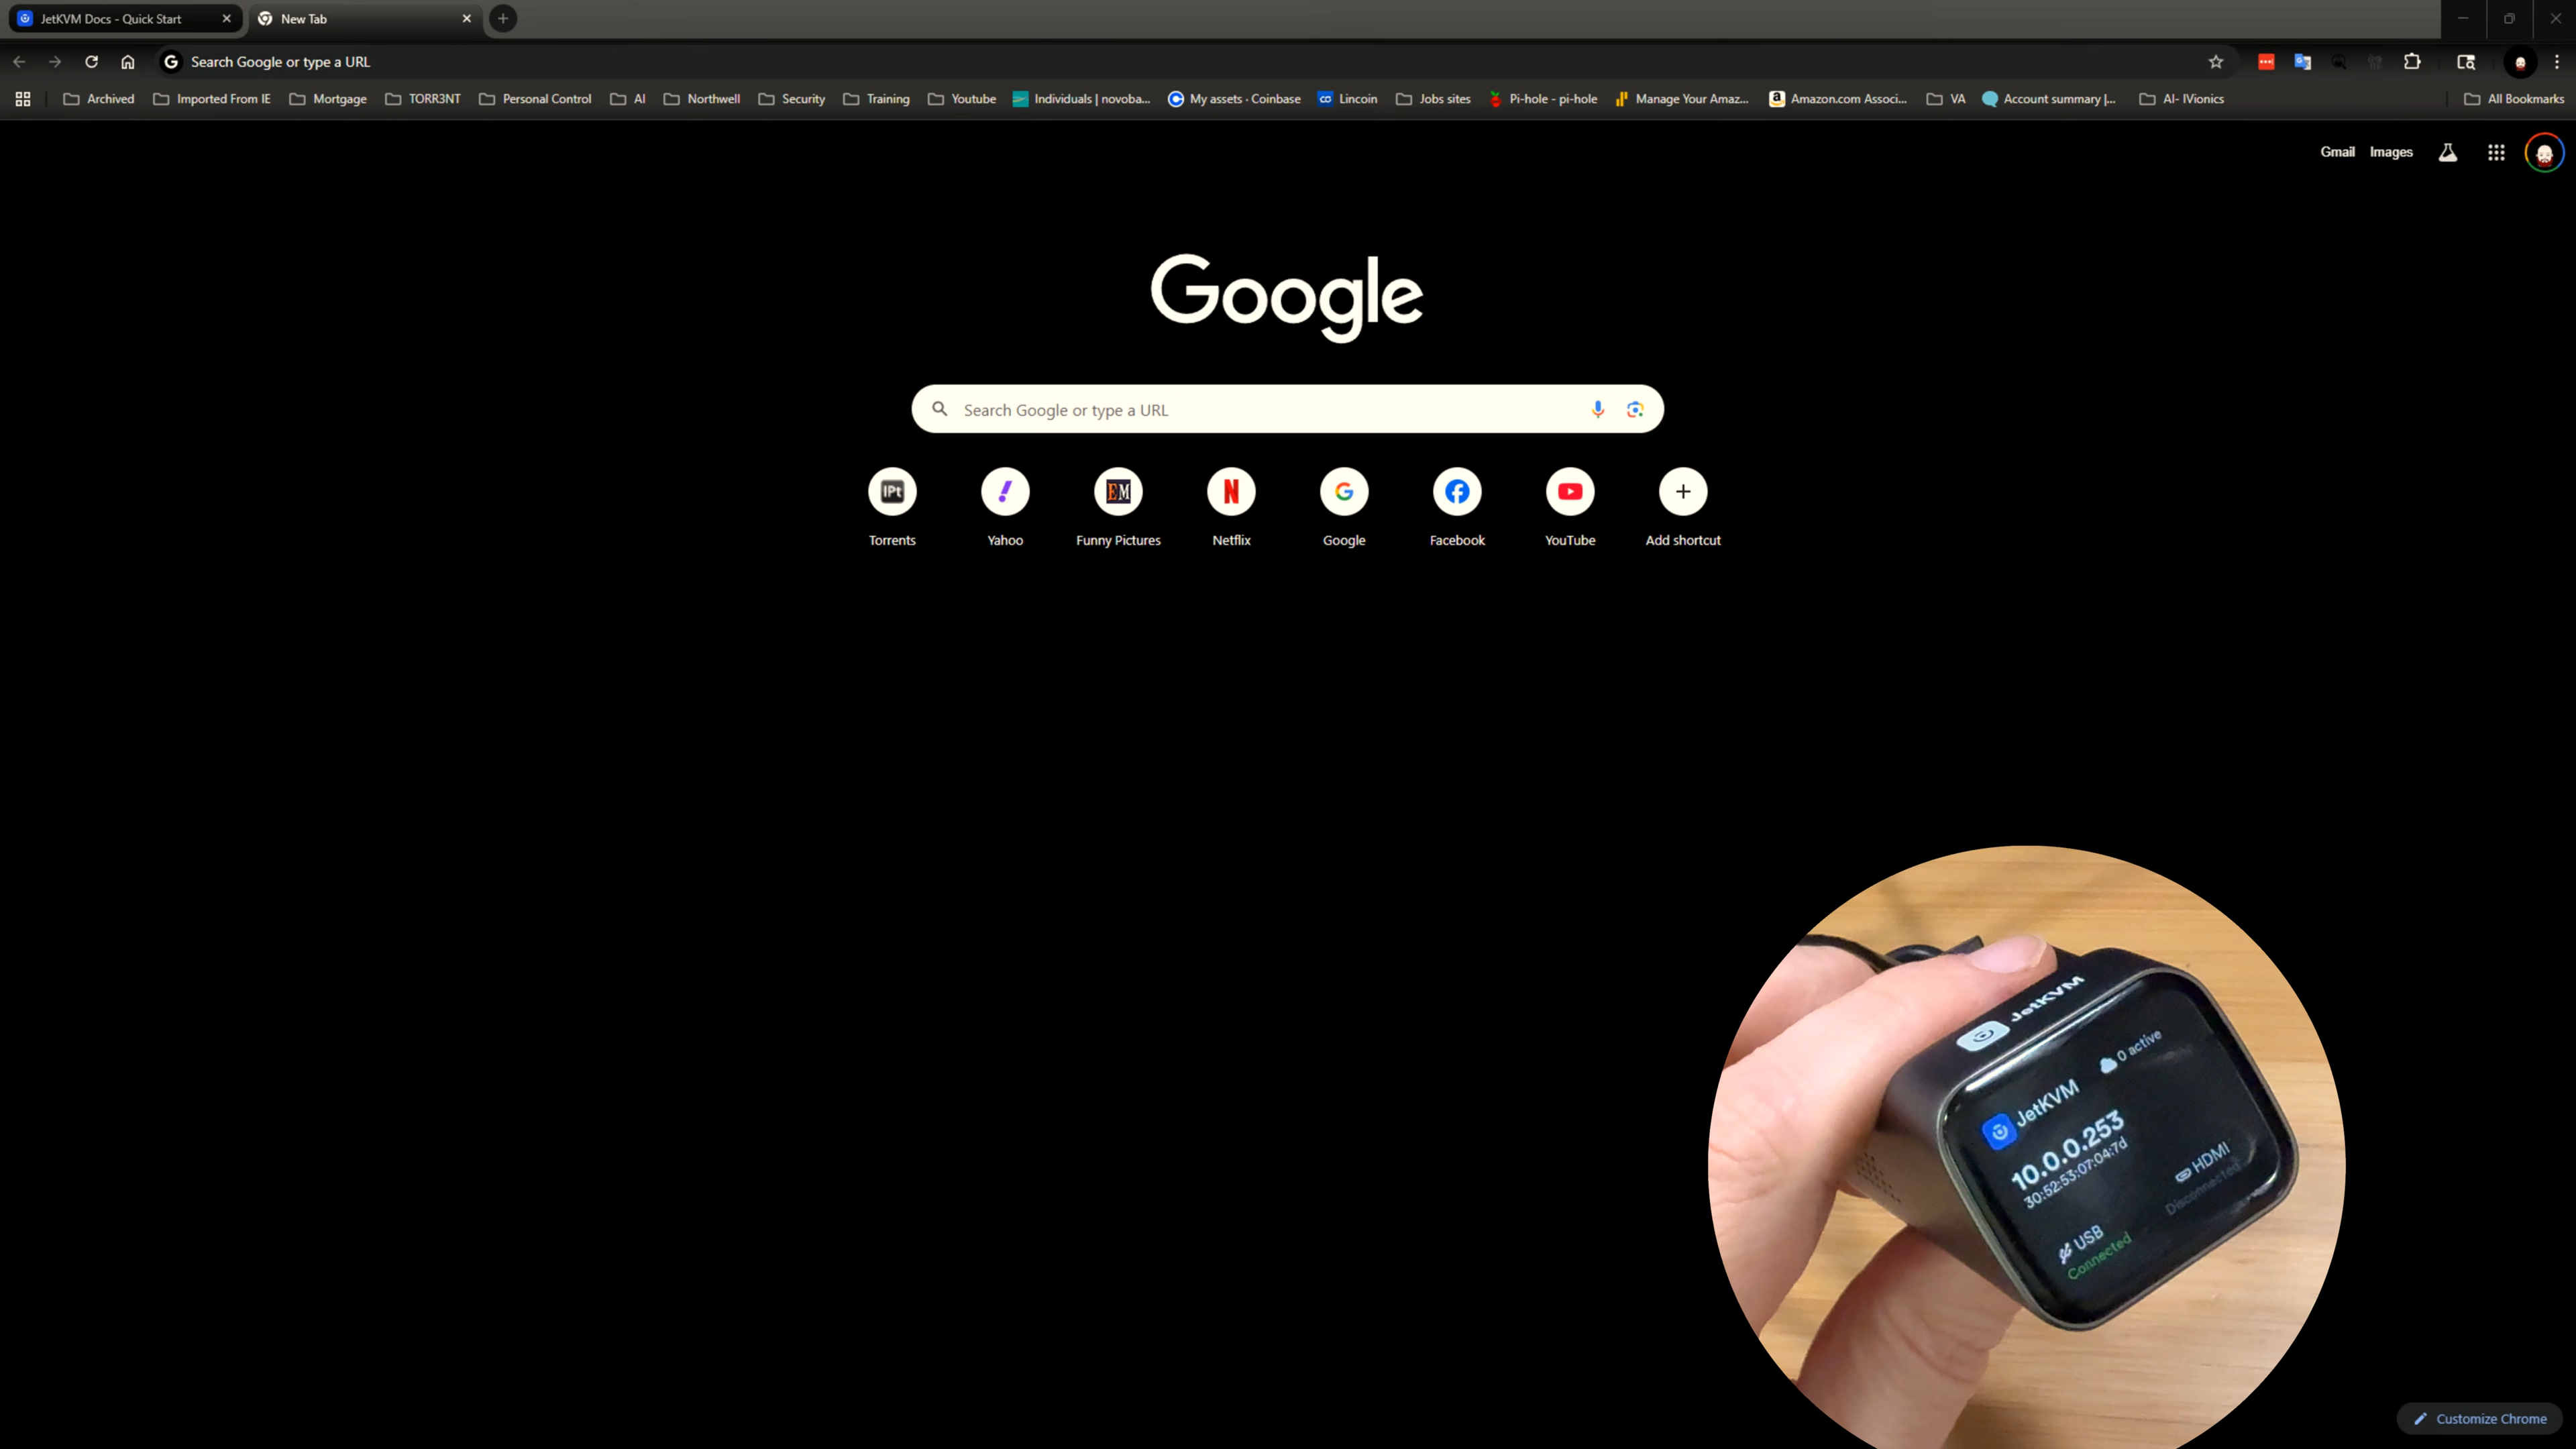 JetKVM Docs - Quick Start
New Tab
Search Google or type a URL
Archived
Imported From IE
Mortgage
TORR3NT
Personal Control
AI
Northwell
Security
Training
Youtube
Individuals | novoba...
My assets - Coinbase
Lincoin
Jobs sites
Pi-hole - pi-hole
Manage Your Amaz...
Amazon.com Associ...
VA
Account summary |...
AI- IVionics
All Bookmarks
Gmail
Images
Google
Search Google or type a URL
IPt
EM
Torrents
Yahoo
Funny Pictures
Netflix
Google
Facebook
YouTube
Add shortcut
JetKVM
0 active
JetKVM
10.0.0.253
30:52:53:07:04:7d
HDMI
Disconnected
USB
Connected
Customize Chrome